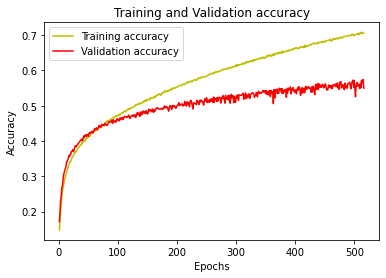 Training and Validation accuracy
Training accuracy
Validation accuracy
0.7
0.6
0.5
0.4
0.3
0.2
Accuracy
0
100
200
300
400
500
Epochs